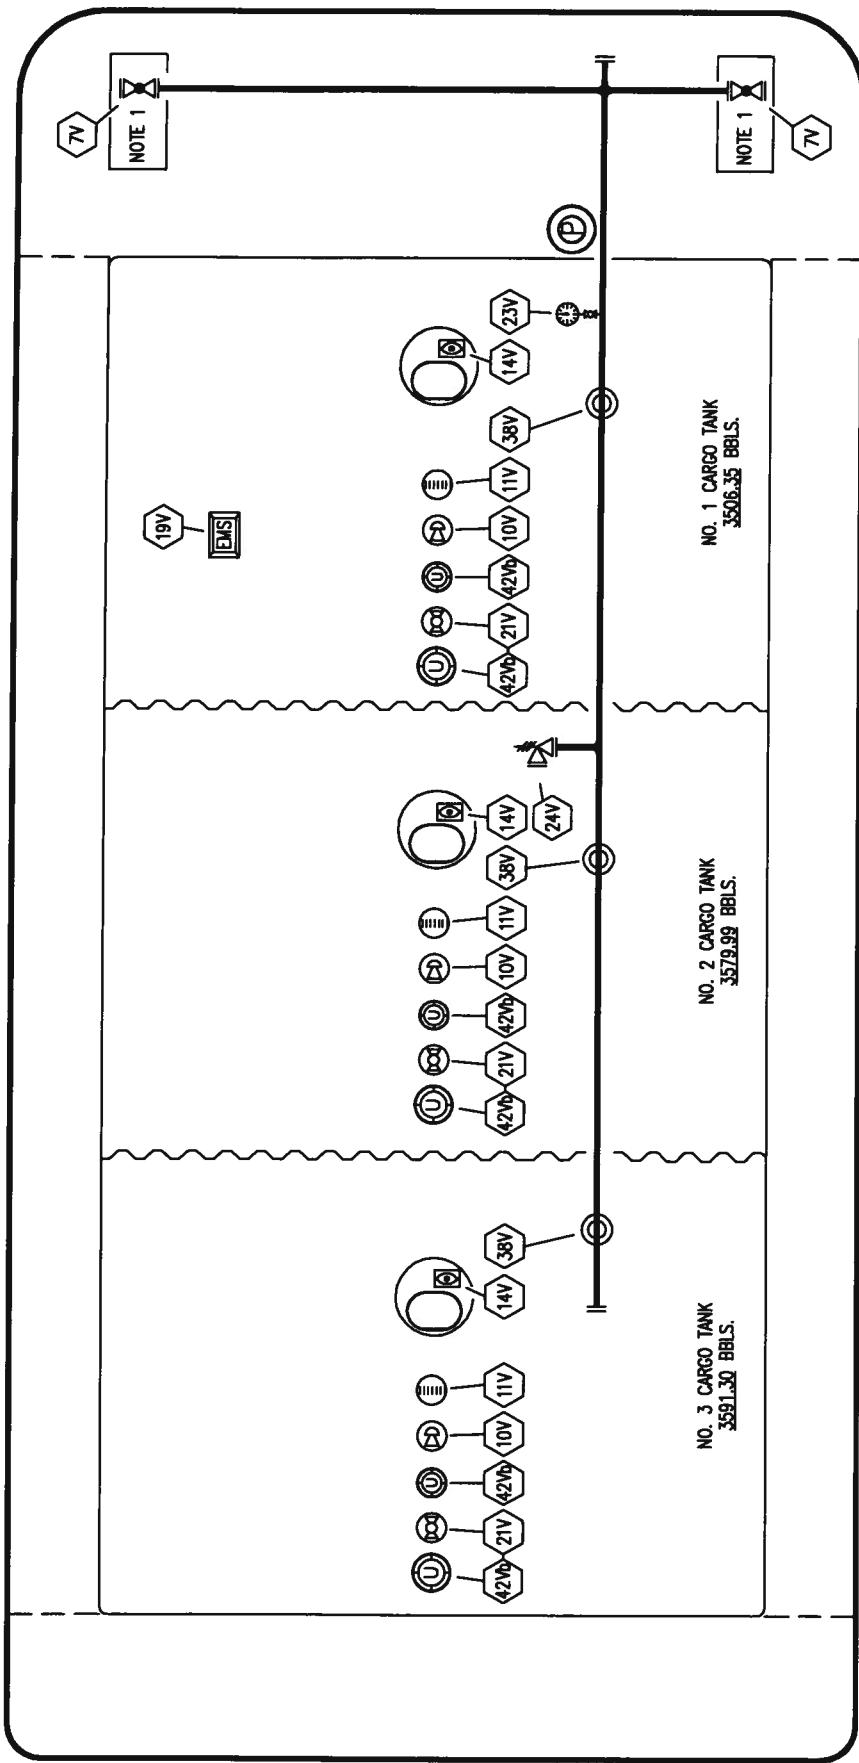 7V
NOTE 1
NOTE 1
7V
P
23V
14V
38V
19V
EMS
11V
10V
U
42Vb
21V
U
42Vb
NO. 1 CARGO TANK
3506.35 BBLS.
24V
14V
38V
11V
10V
U
42Vb
21V
U
42Vb
NO. 2 CARGO TANK
3579.99 BBLS.
38V
14V
11V
10V
U
42Vb
21V
U
42Vb
NO. 3 CARGO TANK
3591.30 BBLS.